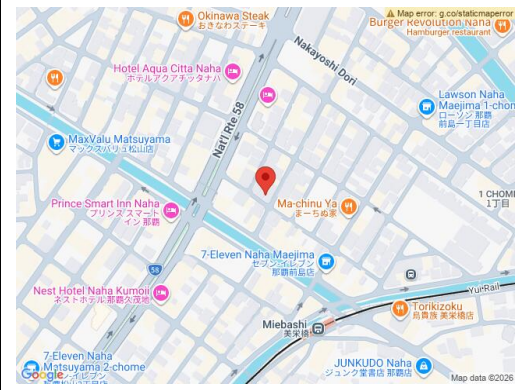 Okinawa Steak
おきなわステーキ
Map error: g.co/staticmaperror
Burger Revolution Naha
Hamburger restaurant
Nakayoshi Dori
Hotel Aqua Citta Naha
ホテルアクアチッタナハ
Nat'l Rte 58
Lawson Naha
Maejima 1-chome
ローソン 那覇
前島一丁目店
MaxValu Matsuyama
マックスバリュ松山店
1 CHOME
1丁目
Prince Smart Inn Naha
プリンス スマート
イン 那覇
Ma-chinu Ya
まーちぬ家
7-Eleven Naha Maejima
セブン-イレブン
那覇前島店
58
Nest Hotel Naha Kumoji
ネストホテル那覇久茂地
Yui Rail
Torikizoku
鳥貴族 美栄橋店
Miebashi
美栄橋
7-Eleven Naha
Matsuyama 2-chome
JUNKUDO Naha
ジュンク堂書店 那覇店
Google
Map data ©2026